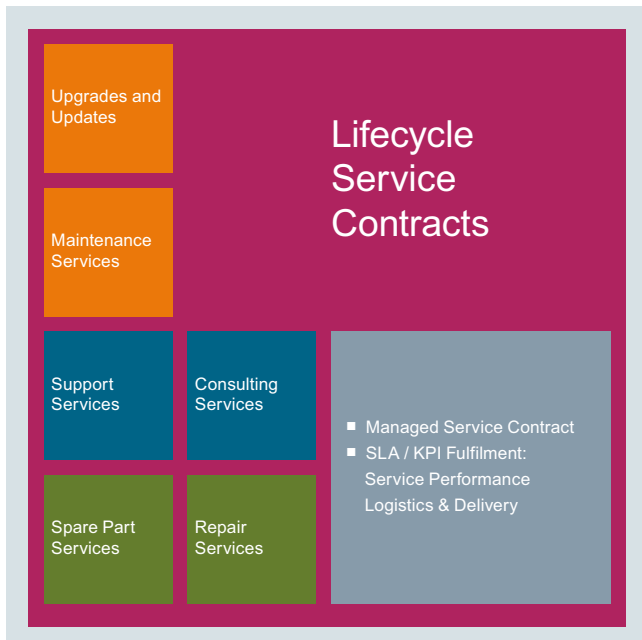 Upgrades and
Updates
Lifecycle
Service
Contracts
Maintenance
Services
Support
Services
Consulting
Services
■ Managed Service Contract
■ SLA / KPI Fulfilment:
Service Performance
Logistics & Delivery
Spare Part
Services
Repair
Services